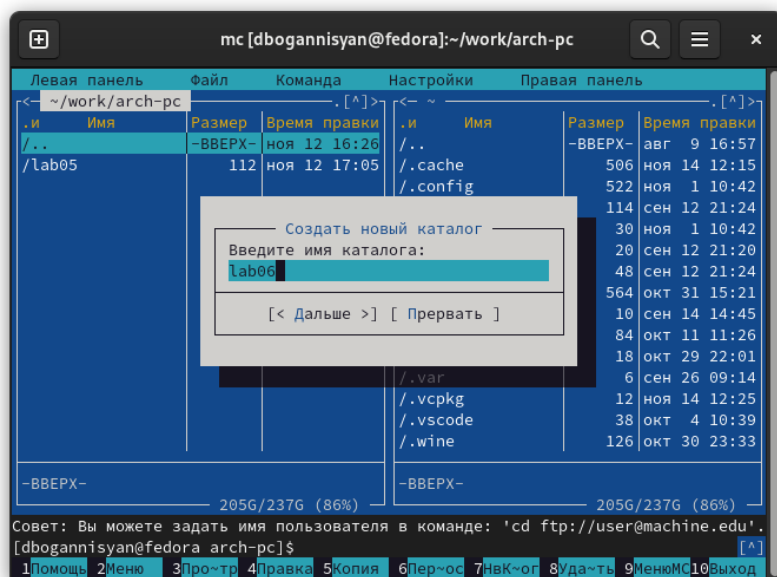 mc [dbogannisyan@fedora]:~/work/arch-pc
Левая панель Файл Команда Настройки Правая панель
<— ~/work/arch-pc .[^]> <— ~ .[^]>
.и Имя Размер Время правки .и Имя Размер Время правки
/.. -ВВЕРХ- ноя 12 16:26 /.. -ВВЕРХ- авг 9 16:57
/lab05 112 ноя 12 17:05 /.cache 506 ноя 14 12:15
/.config 522 ноя 1 10:42
114 сен 12 21:24
Создать новый каталог 30 ноя 1 10:42
Введите имя каталога: 20 сен 12 21:20
lab06 48 сен 12 21:24
564 окт 31 15:21
[< Дальше >] [ Прервать ] 10 сен 14 14:45
84 окт 11 11:26
18 окт 29 22:01
/.var 6 сен 26 09:14
/.vcpkg 12 ноя 14 12:25
/.vscode 38 окт 4 10:39
/.wine 126 окт 30 23:33
-ВВЕРХ- -ВВЕРХ-
205G/237G (86%) 205G/237G (86%)
Совет: Вы можете задать имя пользователя в команде: 'cd ftp://user@machine.edu'.
[dbogannisyan@fedora arch-pc]$ [^]
1Помощь 2Меню 3Про~тр 4Правка 5Копия 6Пер~ос 7НвК~ог 8Уда~ть 9МенюMC 10Выход